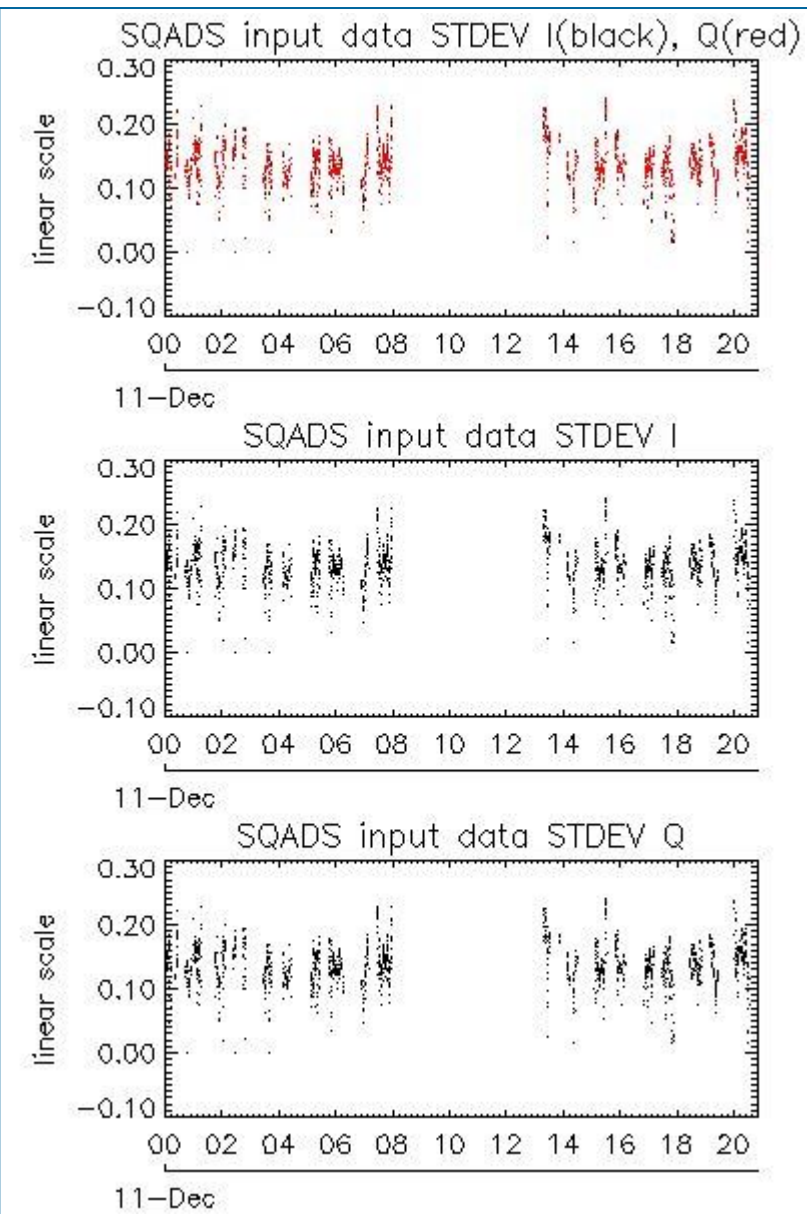 SQADS input data STDEV I(black), Q(red)
0.30
0.20
0.10
0.00
−0.10
linear scale
00 02 04 06 08 10 12 14 16 18 20
11−Dec
SQADS input data STDEV I
0.30
0.20
0.10
0.00
−0.10
linear scale
00 02 04 06 08 10 12 14 16 18 20
11−Dec
SQADS input data STDEV Q
0.30
0.20
0.10
0.00
−0.10
linear scale
00 02 04 06 08 10 12 14 16 18 20
11−Dec